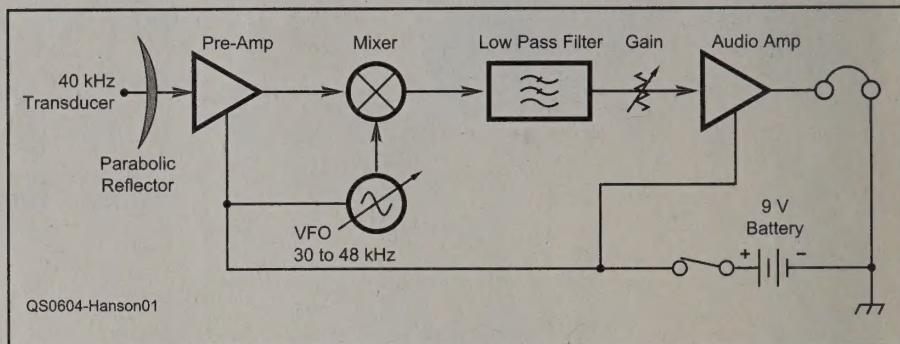 Pre-Amp
Mixer
Low Pass Filter
Gain
Audio Amp
40 kHz
Transducer
Parabolic
Reflector
VFO
30 to 48 kHz
9 V
Battery
+
–
QS0604-Hanson01